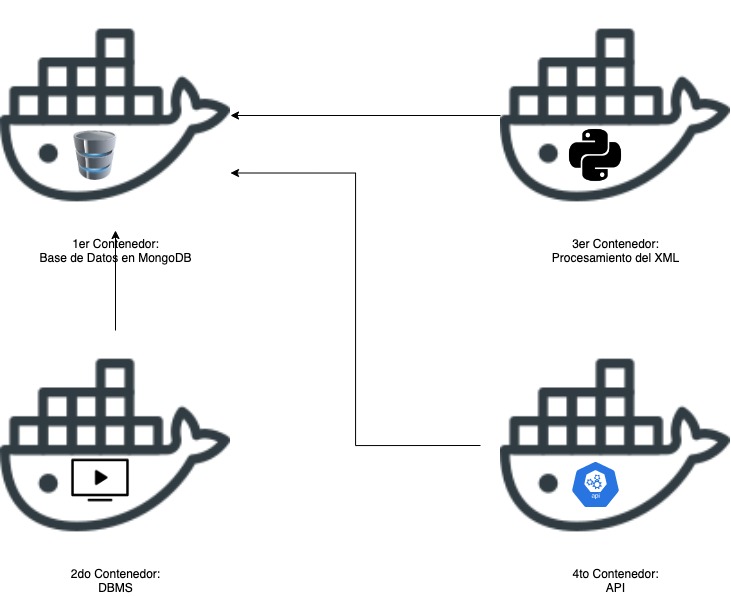 1er Contenedor:
Base de Datos en MongoDB
3er Contenedor:
Procesamiento del XML
api
2do Contenedor:
DBMS
4to Contenedor:
API